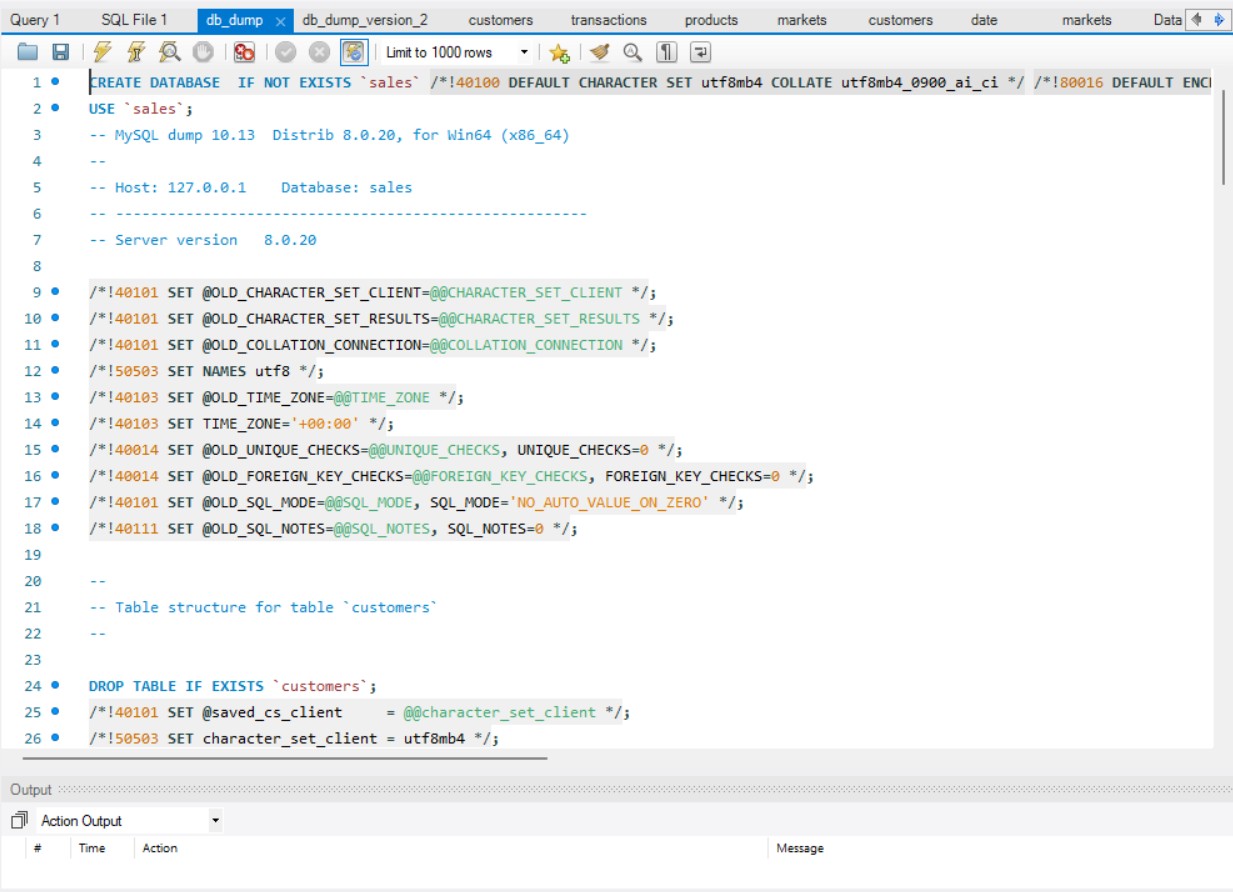 Query 1 SQL File 1 db_dump db_dump_version_2 customers transactions products markets customers date markets Data
Limit to 1000 rows
1 CREATE DATABASE  IF NOT EXISTS `sales` /*!40100 DEFAULT CHARACTER SET utf8mb4 COLLATE utf8mb4_0900_ai_ci */ /*!80016 DEFAULT ENC
2 USE `sales`;
3 -- MySQL dump 10.13  Distrib 8.0.20, for Win64 (x86_64)
4 --
5 -- Host: 127.0.0.1    Database: sales
6 -- ------------------------------------------------------
7 -- Server version   8.0.20
8
9 /*!40101 SET @OLD_CHARACTER_SET_CLIENT=@@CHARACTER_SET_CLIENT */;
10 /*!40101 SET @OLD_CHARACTER_SET_RESULTS=@@CHARACTER_SET_RESULTS */;
11 /*!40101 SET @OLD_COLLATION_CONNECTION=@@COLLATION_CONNECTION */;
12 /*!50503 SET NAMES utf8 */;
13 /*!40103 SET @OLD_TIME_ZONE=@@TIME_ZONE */;
14 /*!40103 SET TIME_ZONE='+00:00' */;
15 /*!40014 SET @OLD_UNIQUE_CHECKS=@@UNIQUE_CHECKS, UNIQUE_CHECKS=0 */;
16 /*!40014 SET @OLD_FOREIGN_KEY_CHECKS=@@FOREIGN_KEY_CHECKS, FOREIGN_KEY_CHECKS=0 */;
17 /*!40101 SET @OLD_SQL_MODE=@@SQL_MODE, SQL_MODE='NO_AUTO_VALUE_ON_ZERO' */;
18 /*!40111 SET @OLD_SQL_NOTES=@@SQL_NOTES, SQL_NOTES=0 */;
19
20 --
21 -- Table structure for table `customers`
22 --
23
24 DROP TABLE IF EXISTS `customers`;
25 /*!40101 SET @saved_cs_client     = @@character_set_client */;
26 /*!50503 SET character_set_client = utf8mb4 */;
Output
Action Output
# Time Action Message